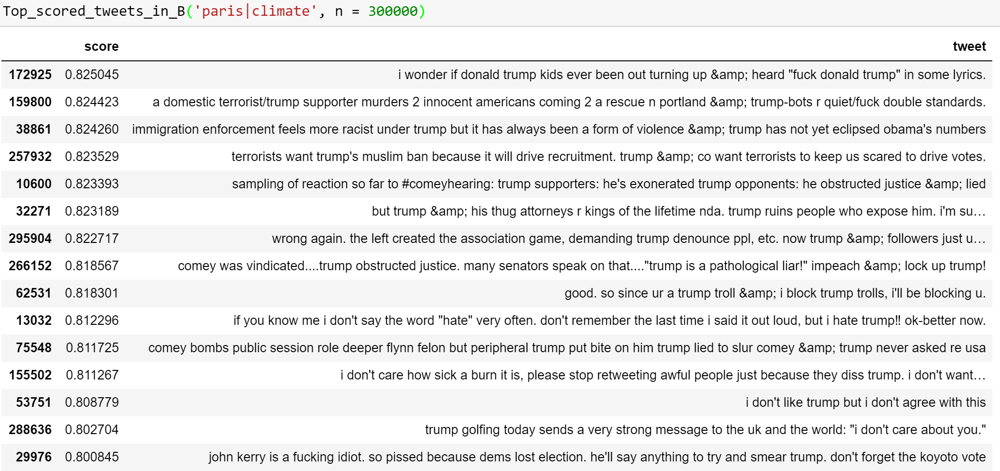 Top_scored_tweets_in_B('paris|climate', n = 300000)
score tweet
172925 0.825045 i wonder if donald trump kids ever been out turning up &amp; heard "fuck donald trump" in some lyrics.
159800 0.824423 a domestic terrorist/trump supporter murders 2 innocent americans coming 2 a rescue n portland &amp; trump-bots r quiet/fuck double standards.
38861 0.824260 immigration enforcement feels more racist under trump but it has always been a form of violence &amp; trump has not yet eclipsed obama's numbers
257932 0.823529 terrorists want trump's muslim ban because it will drive recruitment. trump &amp; co want terrorists to keep us scared to drive votes.
10600 0.823393 sampling of reaction so far to #comeyhearing: trump supporters: he's exonerated trump opponents: he obstructed justice &amp; lied
32271 0.823189 but trump &amp; his thug attorneys r kings of the lifetime nda. trump ruins people who expose him. i'm su…
295904 0.822717 wrong again. the left created the association game, demanding trump denounce ppl, etc. now trump &amp; followers just u…
266152 0.818567 comey was vindicated....trump obstructed justice. many senators speak on that...."trump is a pathological liar!" impeach &amp; lock up trump!
62531 0.818301 good. so since ur a trump troll &amp; i block trump trolls, i'll be blocking u.
13032 0.812296 if you know me i don't say the word "hate" very often. don't remember the last time i said it out loud, but i hate trump!! ok-better now.
75548 0.811725 comey bombs public session role deeper flynn felon but peripheral trump put bite on him trump lied to slur comey &amp; trump never asked re usa
155502 0.811267 i don't care how sick a burn it is, please stop retweeting awful people just because they diss trump. i don't want…
53751 0.808779 i don't like trump but i don't agree with this
288636 0.802704 trump golfing today sends a very strong message to the uk and the world: "i don't care about you."
29976 0.800845 john kerry is a fucking idiot. so pissed because dems lost election. he'll say anything to try and smear trump. don't forget the koyoto vote